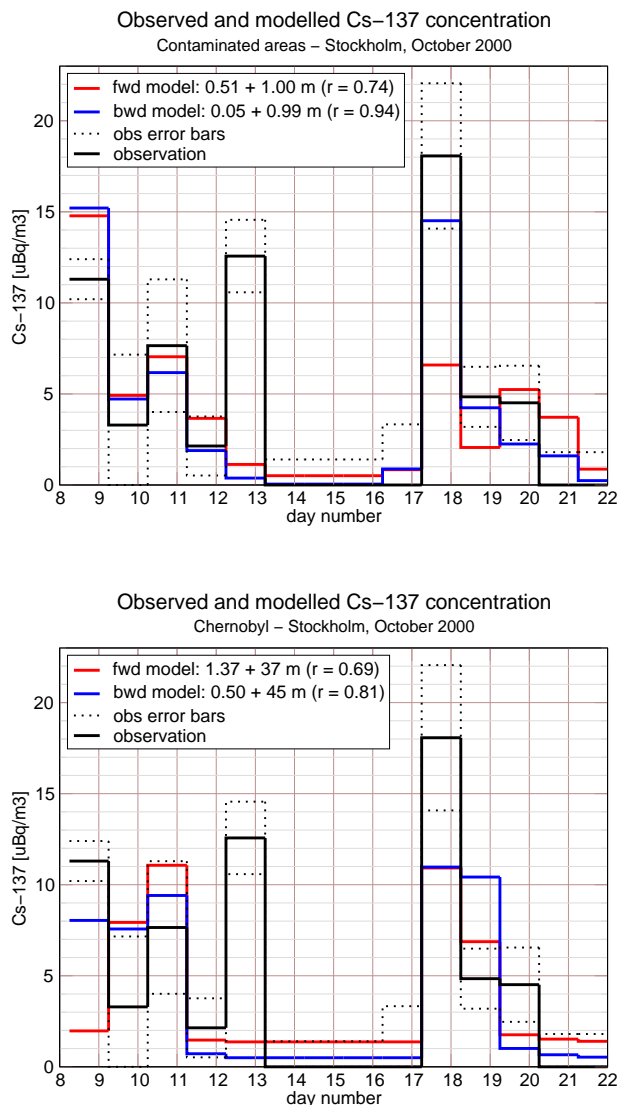 Observed and modelled Cs−137 concentration
Contaminated areas − Stockholm, October 2000
fwd model: 0.51 + 1.00 m (r = 0.74)
bwd model: 0.05 + 0.99 m (r = 0.94)
obs error bars
observation
Cs−137 [uBq/m3]
20
15
10
5
0
8 9 10 11 12 13 14 15 16 17 18 19 20 21 22
day number
Observed and modelled Cs−137 concentration
Chernobyl − Stockholm, October 2000
fwd model: 1.37 + 37 m (r = 0.69)
bwd model: 0.50 + 45 m (r = 0.81)
obs error bars
observation
Cs−137 [uBq/m3]
20
15
10
5
0
8 9 10 11 12 13 14 15 16 17 18 19 20 21 22
day number